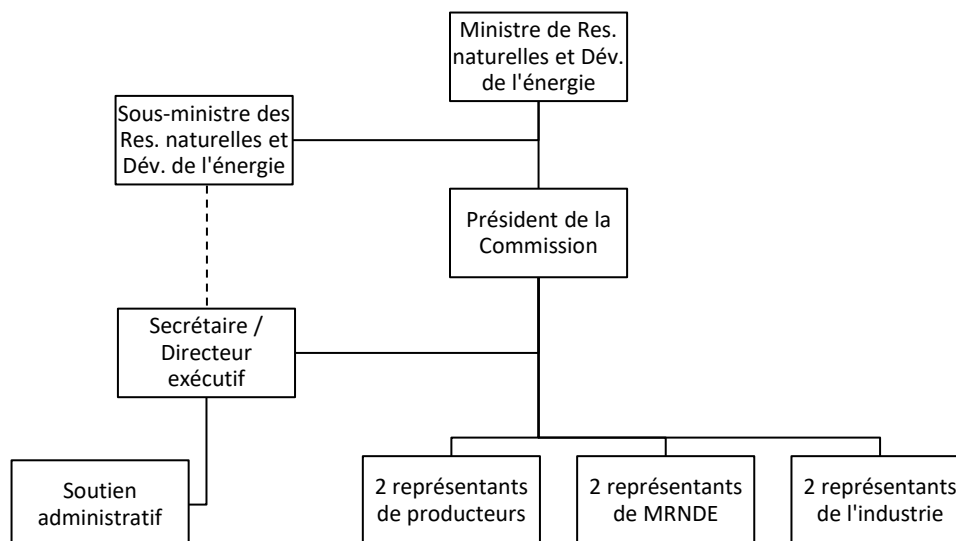 Ministre de Res.
naturelles et Dév.
de l'énergie
Sous-ministre des
Res. naturelles et
Dév. de l'énergie
Président de la
Commission
Secrétaire /
Directeur
exécutif
Soutien
administratif
2 représentants
de producteurs
2 représentants
de MRNDE
2 représentants
de l'industrie